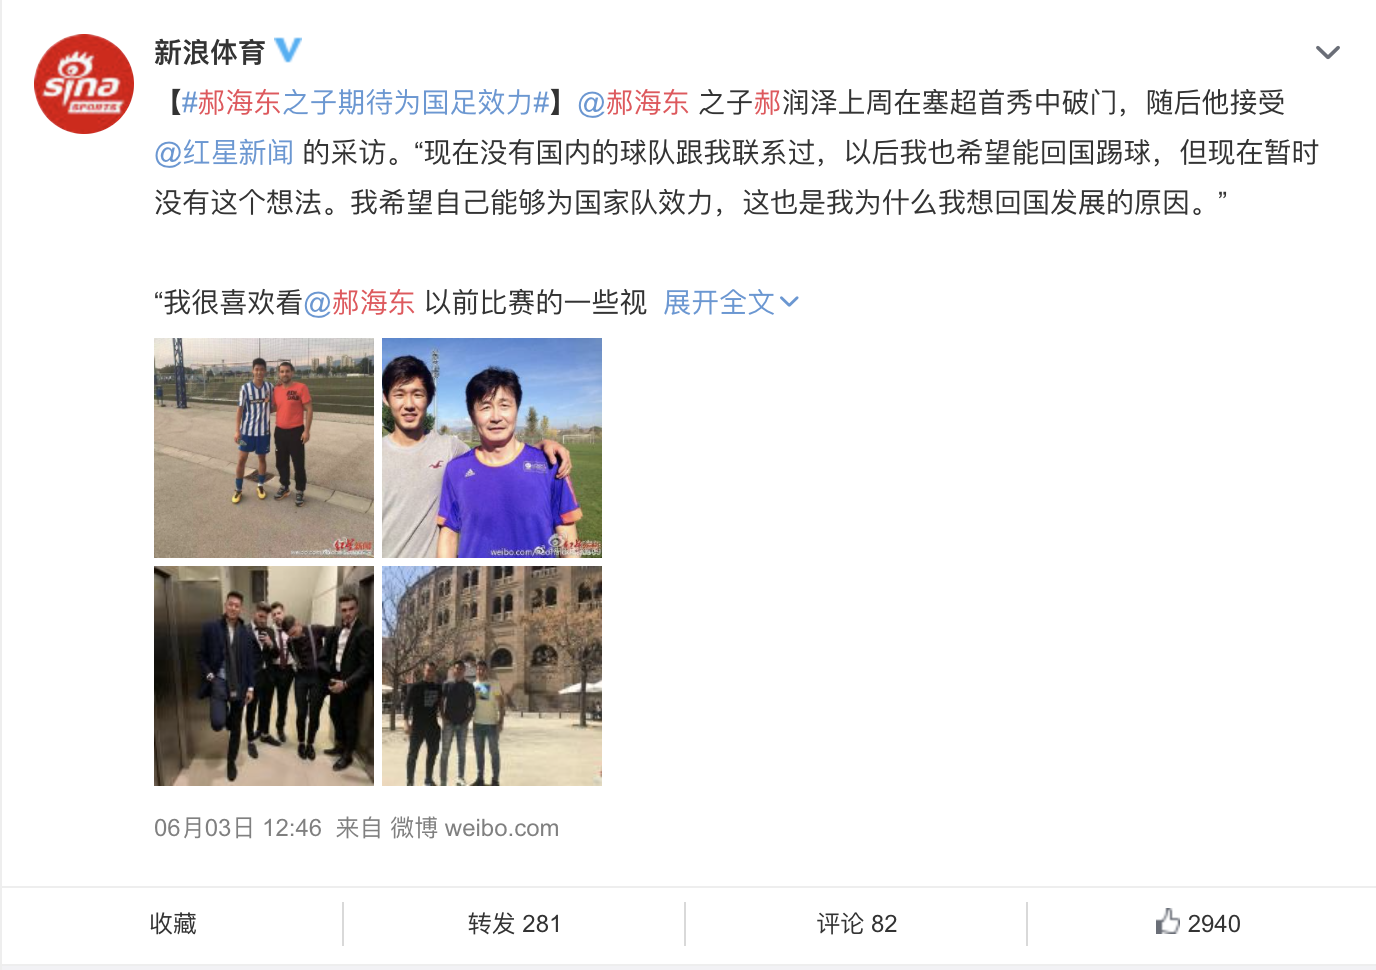 sina
SPORTS
新浪体育
【#郝海东之子期待为国足效力#】@郝海东 之子郝润泽上周在塞超首秀中破门，随后他接受
@红星新闻 的采访。“现在没有国内的球队跟我联系过，以后我也希望能回国踢球，但现在暂时
没有这个想法。我希望自己能够为国家队效力，这也是我为什么我想回国发展的原因。”
“我很喜欢看@郝海东 以前比赛的一些视 展开全文
红星新闻
weibo.com/
06月03日 12:46 来自 微博 weibo.com
收藏
转发 281
评论 82
2940